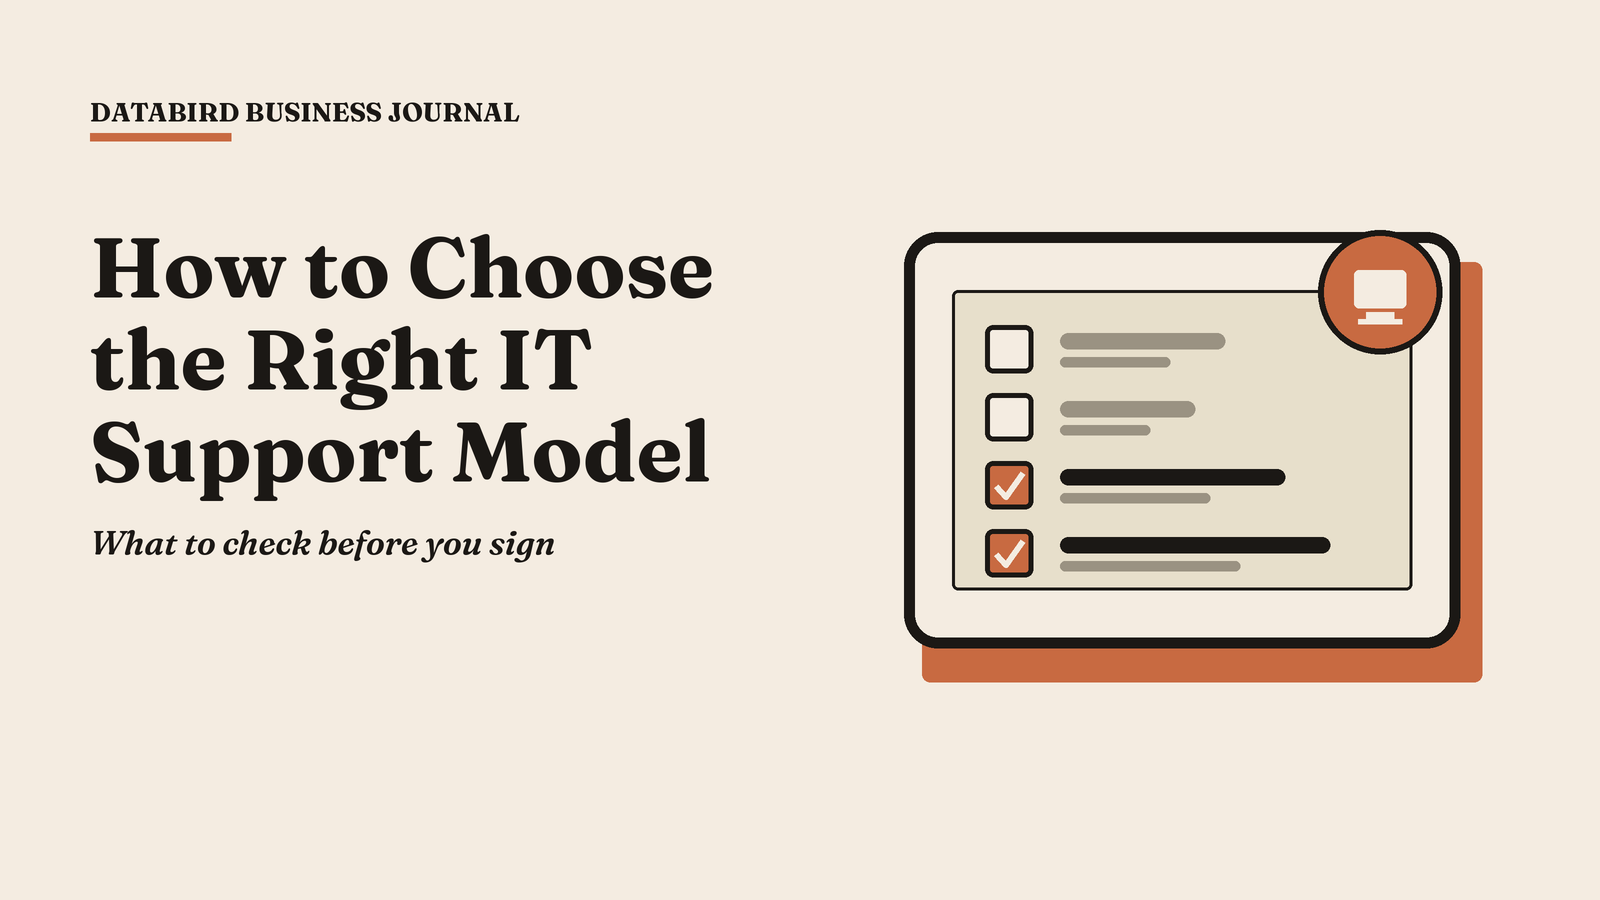 DATABIRD BUSINESS JOURNAL
How to Choose
the Right IT
Support Model
What to check before you sign